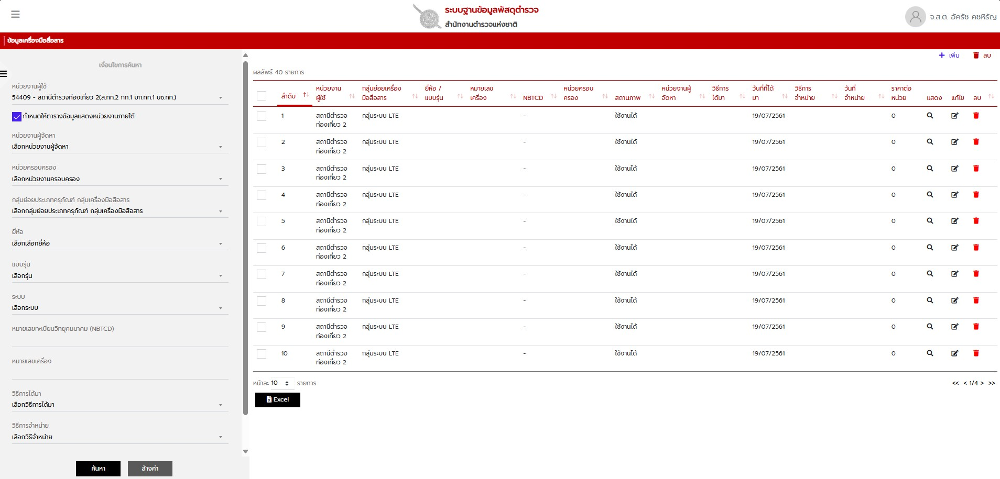 ระบบฐานข้อมูลพัสดุตำรวจ
สำนักงานตำรวจแห่งชาติ
จ.ส.ต. อัครัช คชหิรัญ
ข้อมูลเครื่องมือสื่อสาร
เงื่อนไขการค้นหา
หน่วยงานผู้ใช้
54409 - สถานีตำรวจท่องเที่ยว 2(ส.ทท.2 กก.1 บก.ทท.1 บช.ทท.)
กำหนดให้ตารางข้อมูลแสดงหน่วยงานภายใต้
หน่วยงานผู้จัดหา
เลือกหน่วยงานผู้จัดหา
หน่วยครอบครอง
เลือกหน่วยงานครอบครอง
กลุ่มย่อยประเภทครุภัณฑ์ กลุ่มเครื่องมือสือสาร
เลือกกลุ่มย่อยประเภทครุภัณฑ์ กลุ่มเครื่องมือสือสาร
ยี่ห้อ
เลือกเลือกยี่ห้อ
แบบรุ่น
เลือกรุ่น
ระบบ
เลือกระบบ
หมายเลขทะเบียนวิทยุคมนาคม (NBTCD)
หมายเลขเครื่อง
วิธีการได้มา
เลือกวิธีการได้มา
วิธีการจำหน่าย
เลือกวิธีจำหน่าย
ค้นหา ล้างค่า
+ เพิ่ม ลบ
ผลลัพธ์ 40 รายการ
ลำดับ หน่วยงานผู้ใช้ กลุ่มย่อยเครื่องมือสื่อสาร ยี่ห้อ / แบบรุ่น หมายเลขเครื่อง NBTCD หน่วยครอบครอง สถานภาพ หน่วยงานผู้จัดหา วิธีการได้มา วันที่ที่ได้มา วิธีการจำหน่าย วันที่จำหน่าย ราคาต่อหน่วย แสดง แก้ไข ลบ
1 สถานีตำรวจท่องเที่ยว 2 กลุ่มระบบ LTE - ใช้งานได้ 19/07/2561 0
2 สถานีตำรวจท่องเที่ยว 2 กลุ่มระบบ LTE - ใช้งานได้ 19/07/2561 0
3 สถานีตำรวจท่องเที่ยว 2 กลุ่มระบบ LTE - ใช้งานได้ 19/07/2561 0
4 สถานีตำรวจท่องเที่ยว 2 กลุ่มระบบ LTE - ใช้งานได้ 19/07/2561 0
5 สถานีตำรวจท่องเที่ยว 2 กลุ่มระบบ LTE - ใช้งานได้ 19/07/2561 0
6 สถานีตำรวจท่องเที่ยว 2 กลุ่มระบบ LTE - ใช้งานได้ 19/07/2561 0
7 สถานีตำรวจท่องเที่ยว 2 กลุ่มระบบ LTE - ใช้งานได้ 19/07/2561 0
8 สถานีตำรวจท่องเที่ยว 2 กลุ่มระบบ LTE - ใช้งานได้ 19/07/2561 0
9 สถานีตำรวจท่องเที่ยว 2 กลุ่มระบบ LTE - ใช้งานได้ 19/07/2561 0
10 สถานีตำรวจท่องเที่ยว 2 กลุ่มระบบ LTE - ใช้งานได้ 19/07/2561 0
หน้าละ 10 รายการ << < 1/4 > >>
Excel